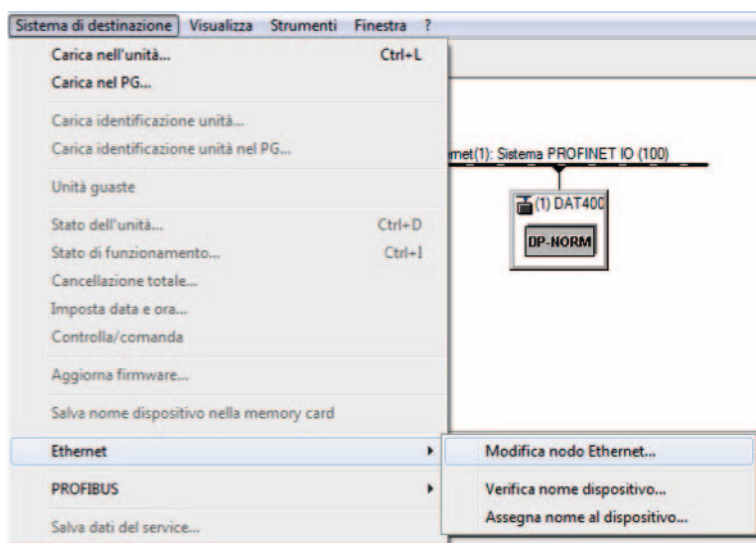 Sistema di destinazione Visualizza Strumenti Finestra ?
Carica nell'unità... Ctrl+L
Carica nel PG...
Carica identificazione unità...
Carica identificazione unità nel PG...
Unità guaste
Stato dell'unità... Ctrl+D
Stato di funzionamento... Ctrl+I
Cancellazione totale...
Imposta data e ora...
Controlla/comanda
Aggiorna firmware...
Salva nome dispositivo nella memory card
Ethernet
PROFIBUS
Salva dati del service...
Modifica nodo Ethernet...
Verifica nome dispositivo...
Assegna nome al dispositivo...
rnet(1): Sistema PROFINET IO (100)
(1) DAT400
DP-NORM